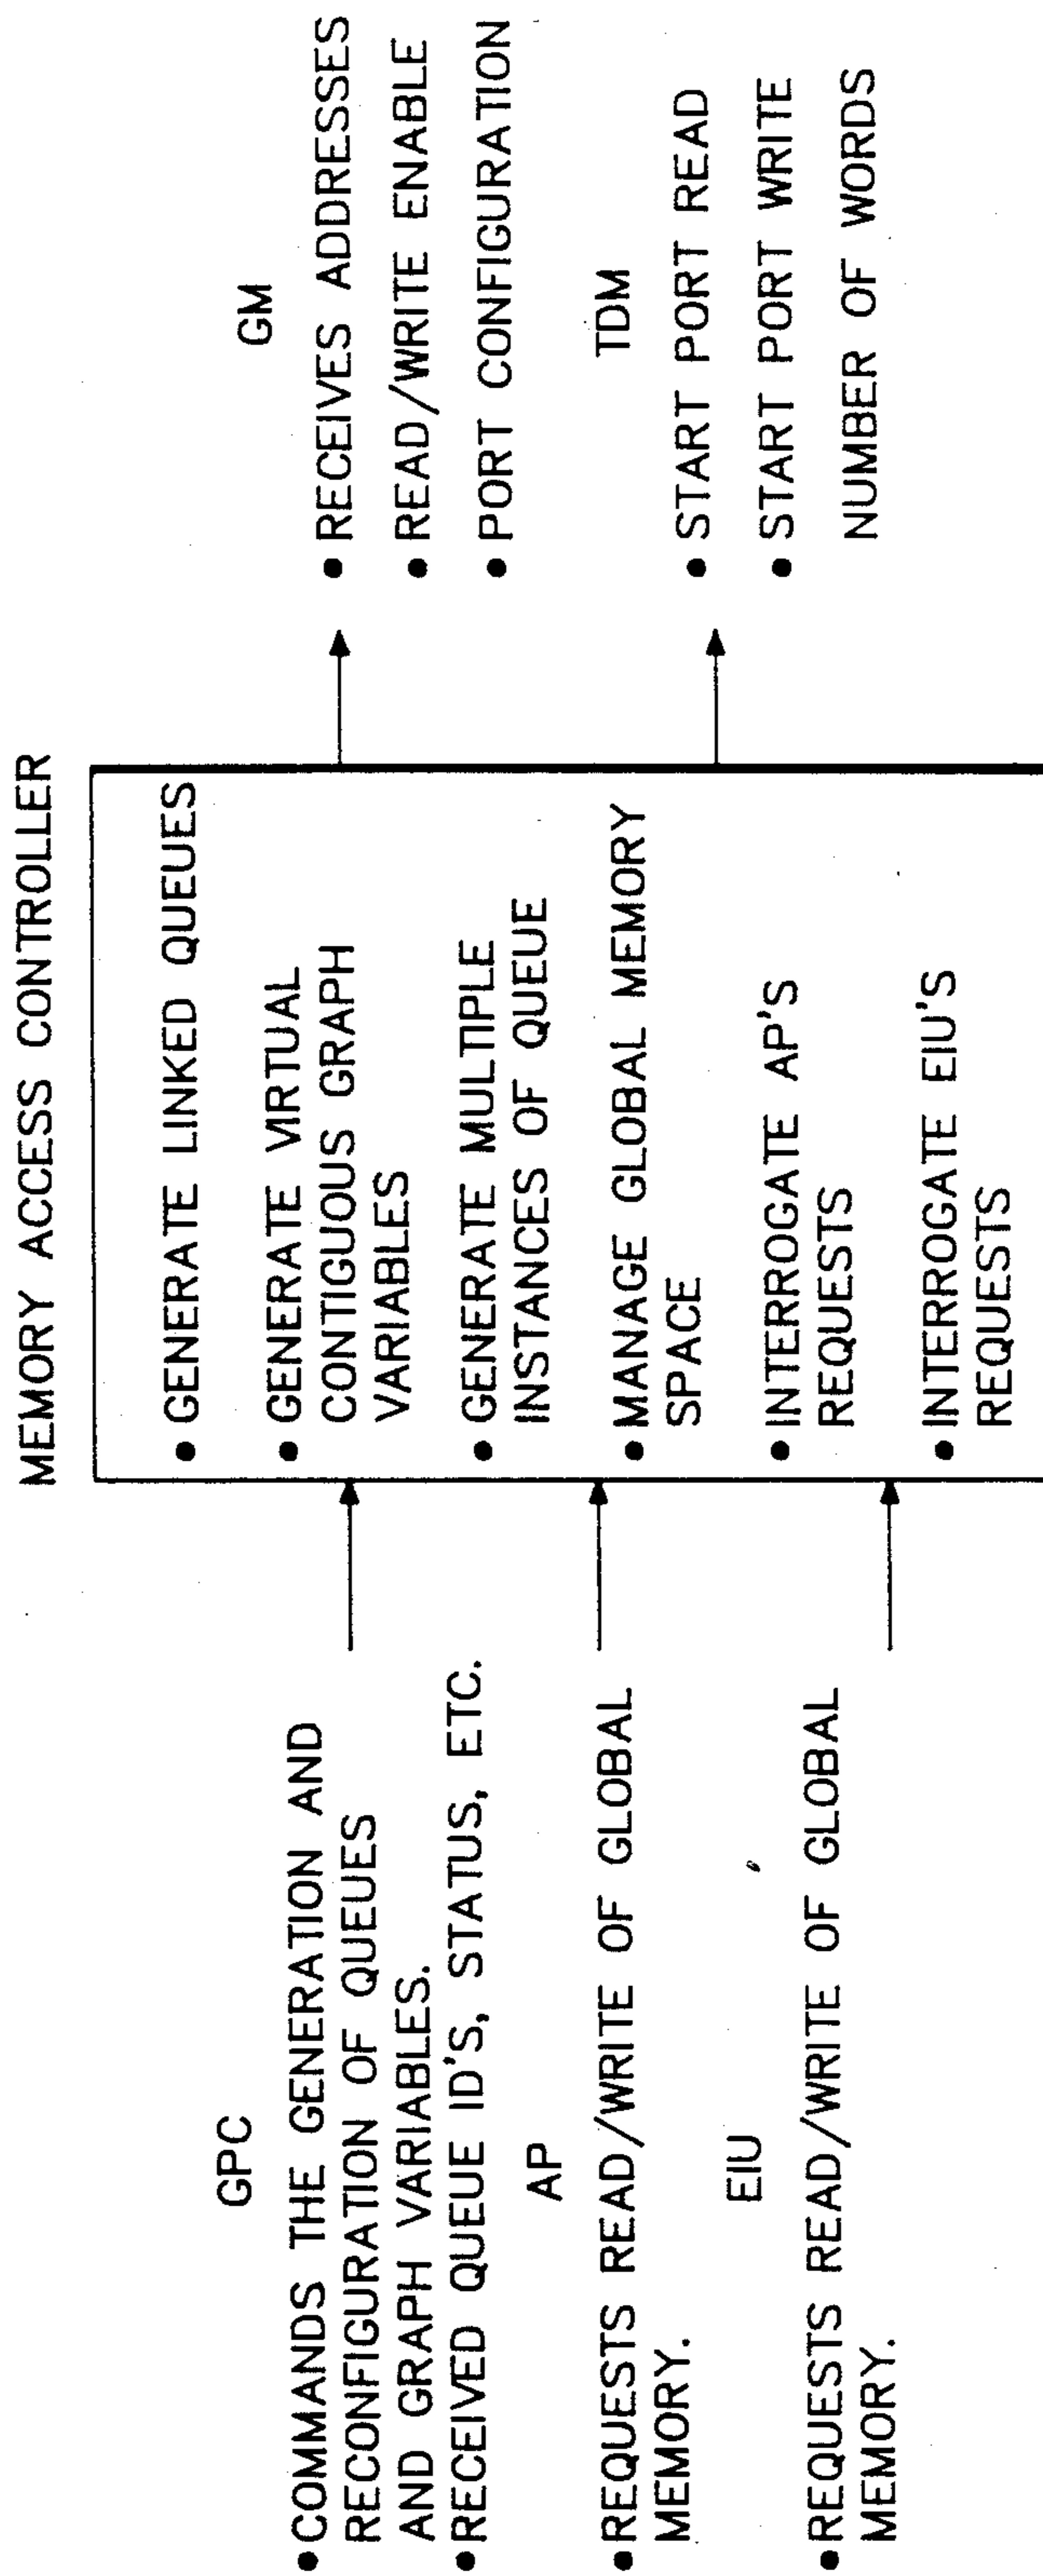 MEMORY ACCESS CONTROLLER
GPC
● COMMANDS THE GENERATION AND
RECONFIGURATION OF QUEUES
AND GRAPH VARIABLES.
● RECEIVED QUEUE ID'S, STATUS, ETC.
AP
● REQUESTS READ/WRITE OF GLOBAL
MEMORY.
EIU
● REQUESTS READ/WRITE OF GLOBAL
MEMORY.
● GENERATE LINKED QUEUES
● GENERATE VIRTUAL
CONTIGUOUS GRAPH
VARIABLES
● GENERATE MULTIPLE
INSTANCES OF QUEUE
● MANAGE GLOBAL MEMORY
SPACE
● INTERROGATE AP'S
REQUESTS
● INTERROGATE EIU'S
REQUESTS
GM
● RECEIVES ADDRESSES
● READ/WRITE ENABLE
● PORT CONFIGURATION
TDM
● START PORT READ
● START PORT WRITE
NUMBER OF WORDS